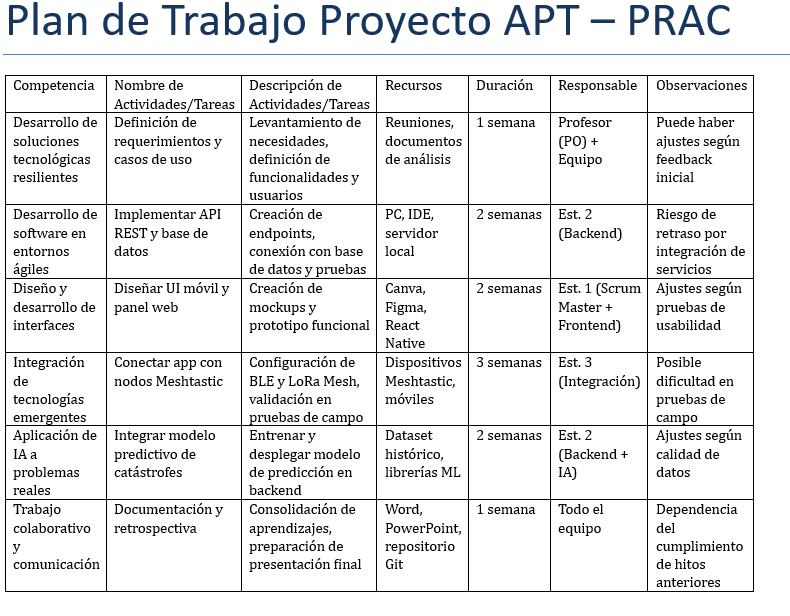 Plan de Trabajo Proyecto APT – PRAC
Competencia
Nombre de
Actividades/Tareas
Descripción de
Actividades/Tareas
Recursos
Duración
Responsable
Observaciones
Desarrollo de
soluciones
tecnológicas
resilientes
Definición de
requerimientos y
casos de uso
Levantamiento de
necesidades,
definición de
funcionalidades y
usuarios
Reuniones,
documentos
de análisis
1 semana
Profesor
(PO) +
Equipo
Puede haber
ajustes según
feedback
inicial
Desarrollo de
software en
entornos
ágiles
Implementar API
REST y base de
datos
Creación de
endpoints,
conexión con base
de datos y pruebas
PC, IDE,
servidor
local
2 semanas
Est. 2
(Backend)
Riesgo de
retraso por
integración de
servicios
Diseño y
desarrollo de
interfaces
Diseñar UI móvil y
panel web
Creación de
mockups y
prototipo funcional
Canva,
Figma,
React
Native
2 semanas
Est. 1 (Scrum
Master +
Frontend)
Ajustes según
pruebas de
usabilidad
Integración
de
tecnologías
emergentes
Conectar app con
nodos Meshtastic
Configuración de
BLE y LoRa Mesh,
validación en
pruebas de campo
Dispositivos
Meshtastic,
móviles
3 semanas
Est. 3
(Integración)
Posible
dificultad en
pruebas de
campo
Aplicación de
IA a
problemas
reales
Integrar modelo
predictivo de
catástrofes
Entrenar y
desplegar modelo
de predicción en
backend
Dataset
histórico,
librerías ML
2 semanas
Est. 2
(Backend +
IA)
Ajustes según
calidad de
datos
Trabajo
colaborativo
y
comunicación
Documentación y
retrospectiva
Consolidación de
aprendizajes,
preparación de
presentación final
Word,
PowerPoint,
repositorio
Git
1 semana
Todo el
equipo
Dependencia
del
cumplimiento
de hitos
anteriores